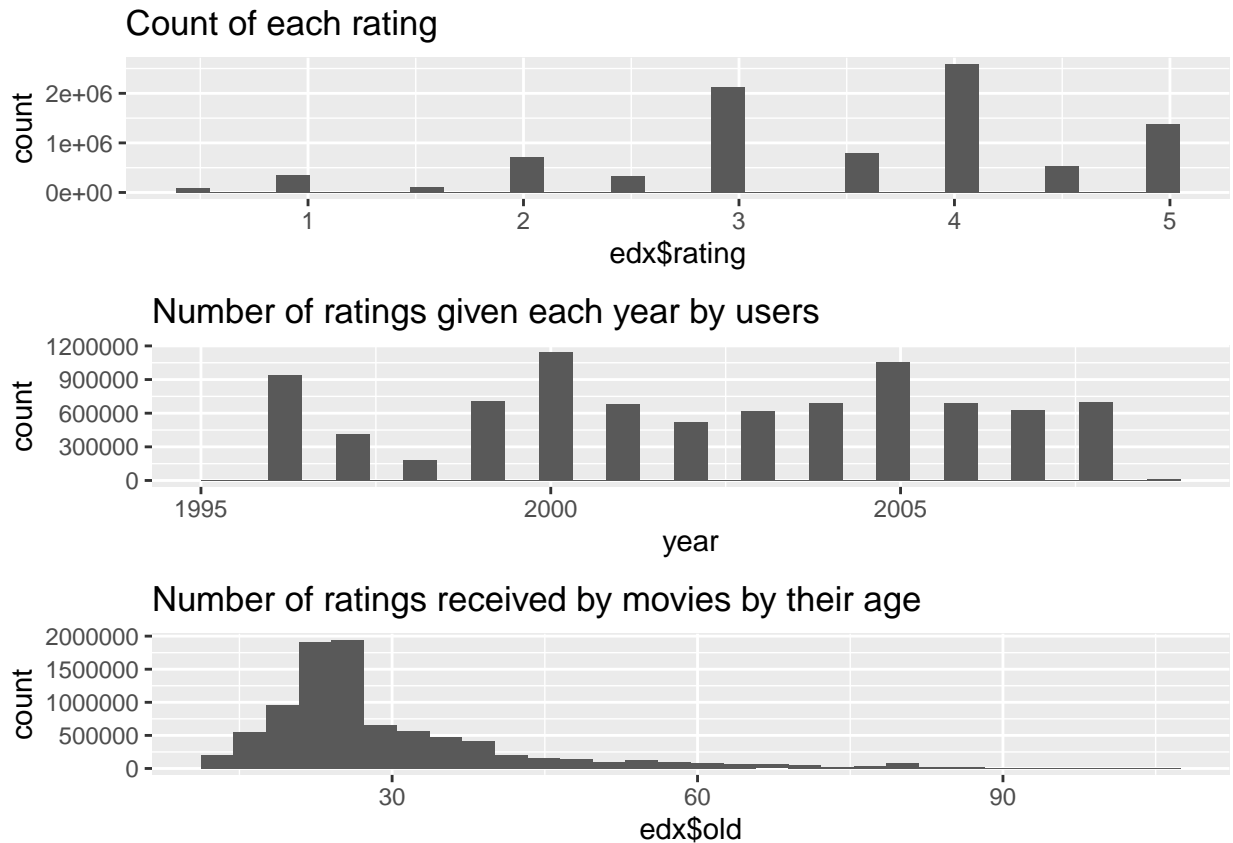 Count of each rating
count
2e+06
1e+06
0e+00
1 2 3 4 5
edx$rating
Number of ratings given each year by users
count
1200000
900000
600000
300000
0
1995 2000 2005
year
Number of ratings received by movies by their age
count
2000000
1500000
1000000
500000
0
30 60 90
edx$old